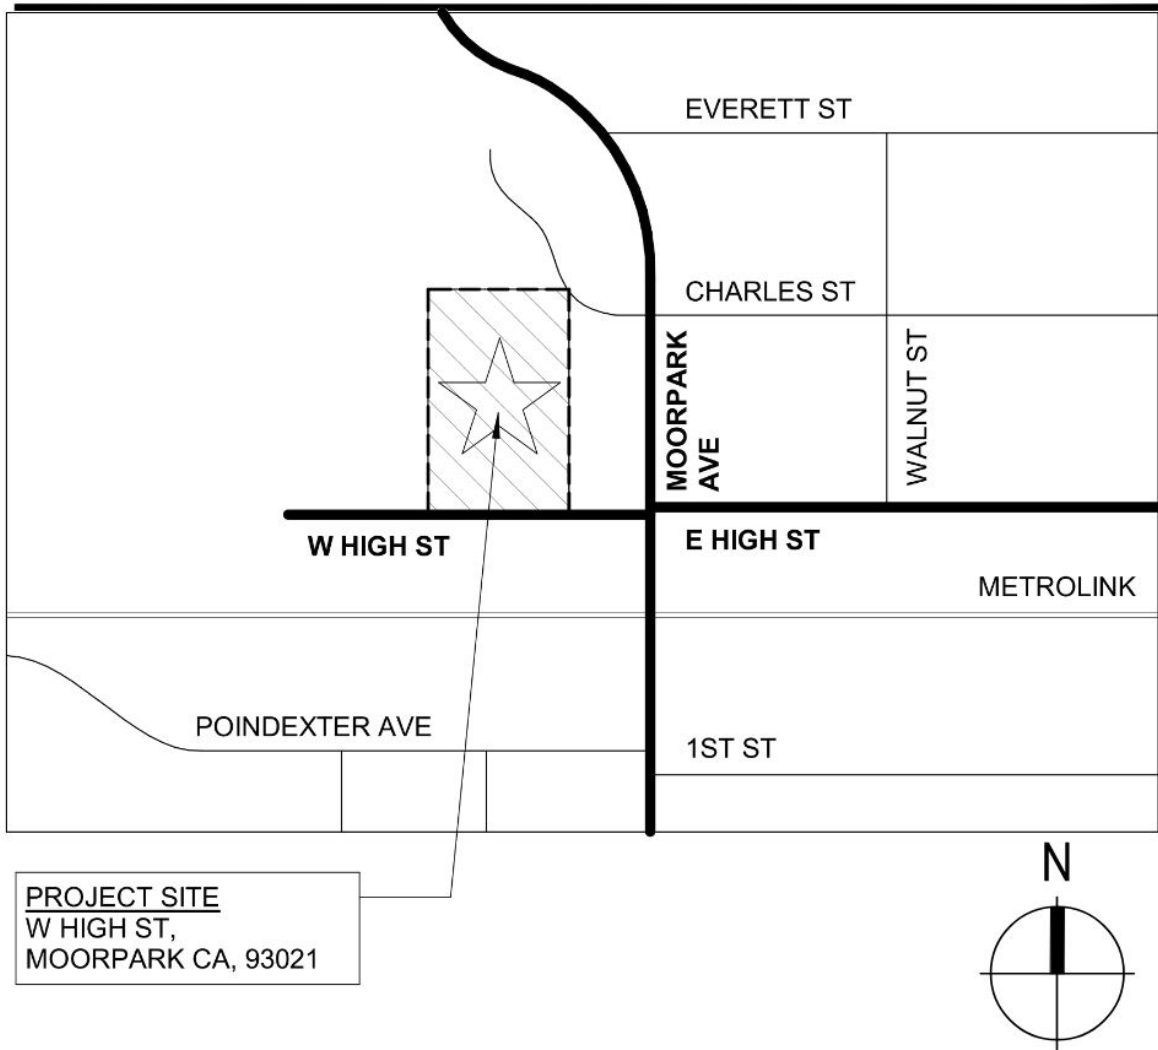 EVERETT ST
CHARLES ST
MOORPARK
AVE
WALNUT ST
W HIGH ST
E HIGH ST
METROLINK
POINDEXTER AVE
1ST ST
PROJECT SITE
W HIGH ST,
MOORPARK CA, 93021
N